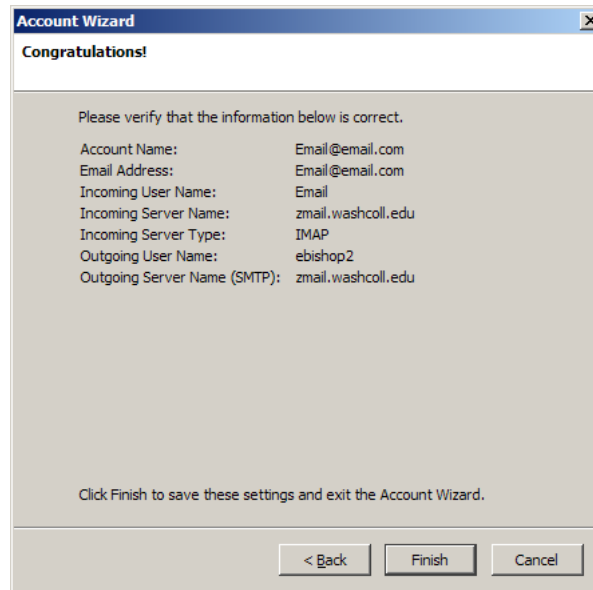 Account Wizard
Congratulations!
Please verify that the information below is correct.
Account Name: Email@email.com
Email Address: Email@email.com
Incoming User Name: Email
Incoming Server Name: zmail.washcoll.edu
Incoming Server Type: IMAP
Outgoing User Name: ebishop2
Outgoing Server Name (SMTP): zmail.washcoll.edu
Click Finish to save these settings and exit the Account Wizard.
< Back Finish Cancel